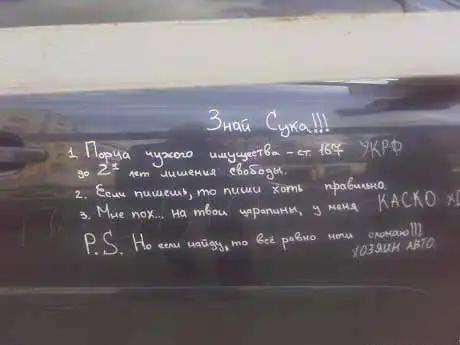 Знай Сука!!!
1. Порча чужого имущества - ст. 167 УКРФ
до 2х лет лишения свободы.
2. Если пишешь, то пиши хоть правильно
3. Мне пох... на твои царапины, у меня КАСКО
P.S. Но если найду, то всё равно ноги сломаю!!!
ХОЗЯИН АВТО